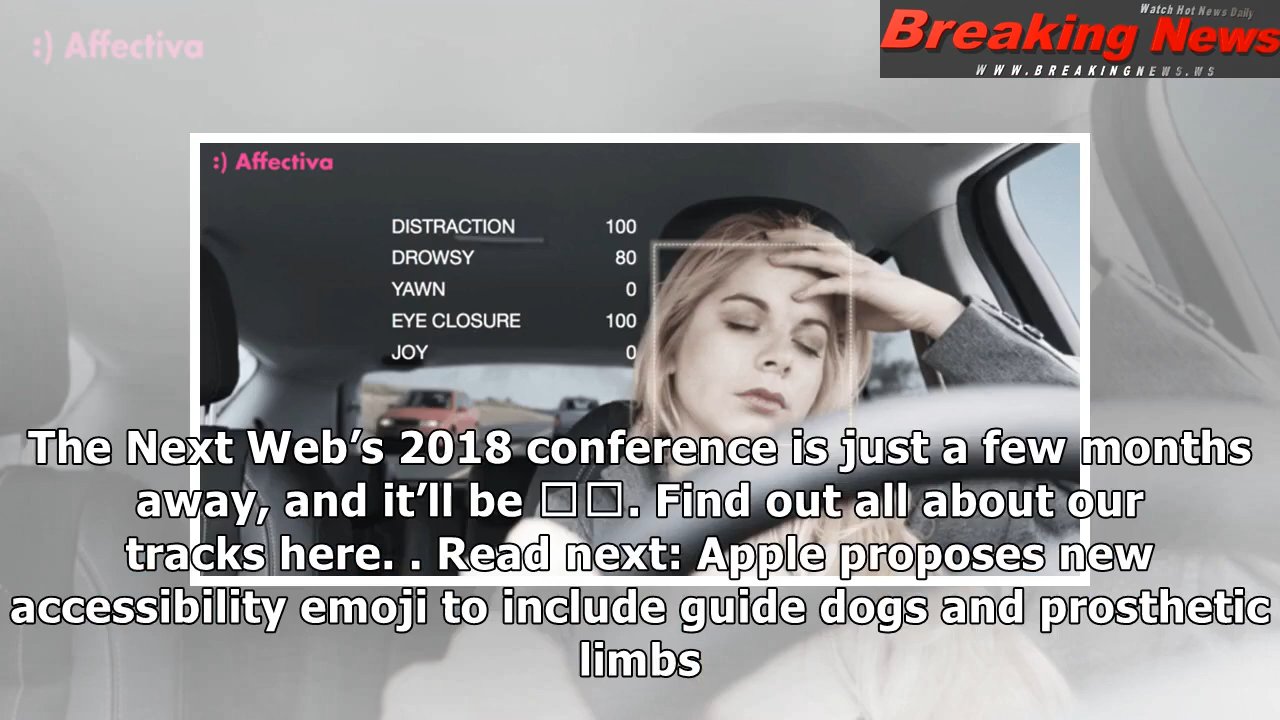 :) Affectiva
Watch Hot News Daily
Breaking News
WWW.BREAKINGNEWS.WS
:) Affectiva
DISTRACTION 100
DROWSY 80
YAWN 0
EYE CLOSURE 100
JOY 0
The Next Web’s 2018 conference is just a few months
away, and it’ll be □□. Find out all about our
tracks here. . Read next: Apple proposes new
accessibility emoji to include guide dogs and prosthetic
limbs